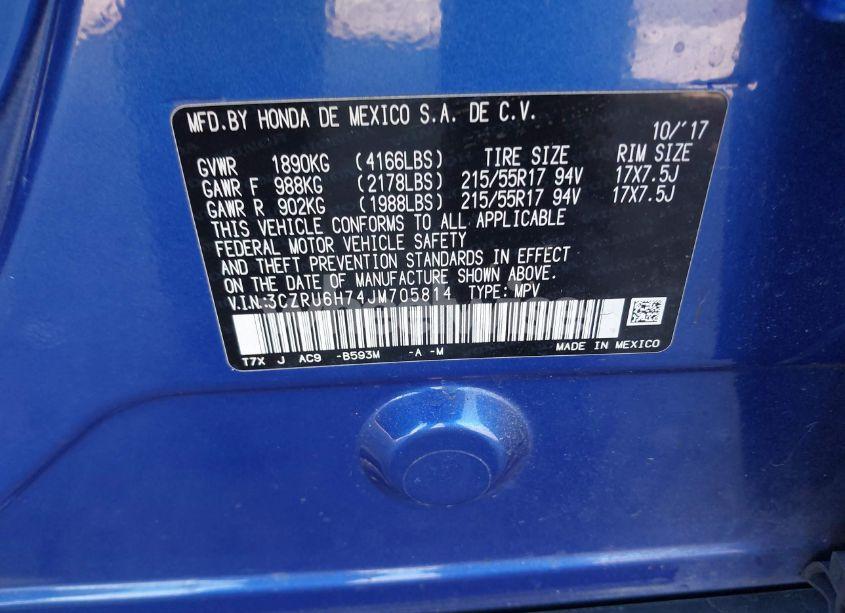 MFD.BY HONDA DE MEXICO S.A. DE C.V.
10/'17
GVWR 1890KG (4166LBS) TIRE SIZE RIM SIZE
GAWR F 988KG (2178LBS) 215/55R17 94V 17X7.5J
GAWR R 902KG (1988LBS) 215/55R17 94V 17X7.5J
THIS VEHICLE CONFORMS TO ALL APPLICABLE
FEDERAL MOTOR VEHICLE SAFETY
AND THEFT PREVENTION STANDARDS IN EFFECT
ON THE DATE OF MANUFACTURE SHOWN ABOVE.
V.I.N:3CZRU6H74JM705814 TYPE: MPV
T7X J AC9 -B593M -A -M MADE IN MEXICO